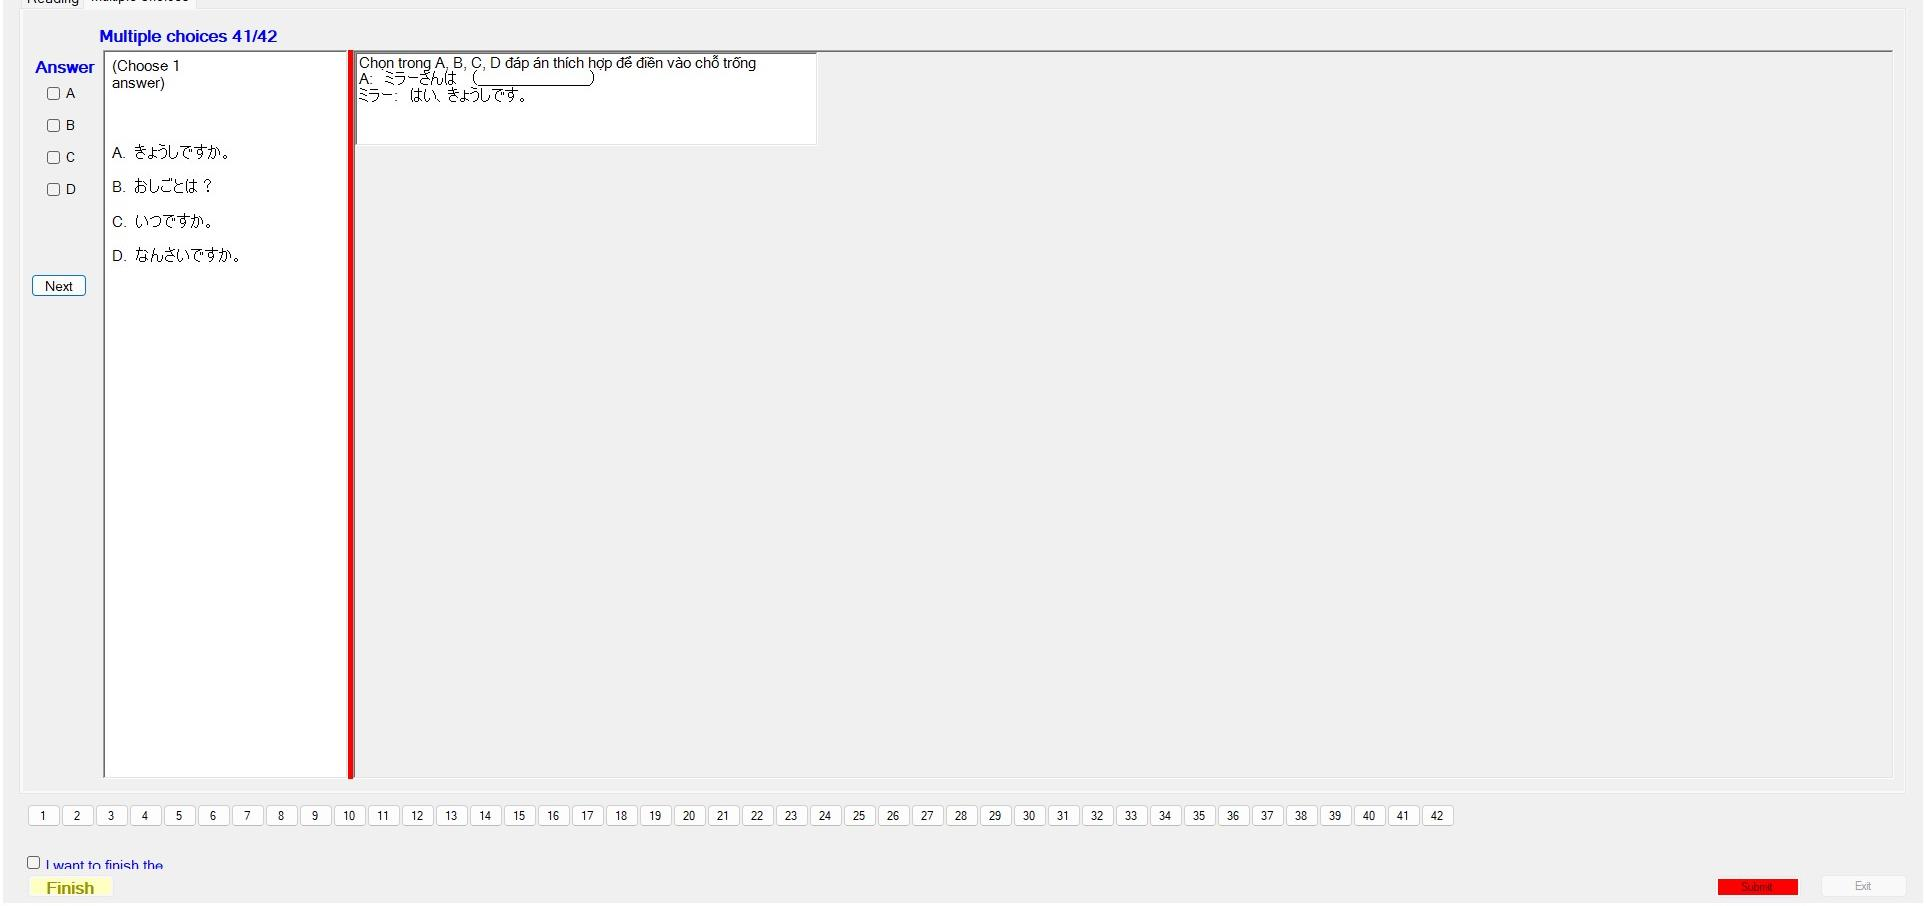 Reading Multiple Choices
Multiple choices 41/42
Answer
A
B
C
D
Next
(Choose 1
answer)
A. きょうしですか。
B. おしごとは？
C. いつですか。
D. なんさいですか。
Chọn trong A, B, C, D đáp án thích hợp để điền vào chỗ trống
A: ミラーさんは （______________）
ミラー: はい、きょうしです。
1 2 3 4 5 6 7 8 9 10 11 12 13 14 15 16 17 18 19 20 21 22 23 24 25 26 27 28 29 30 31 32 33 34 35 36 37 38 39 40 41 42
I want to finish the
Finish
Submit
Exit